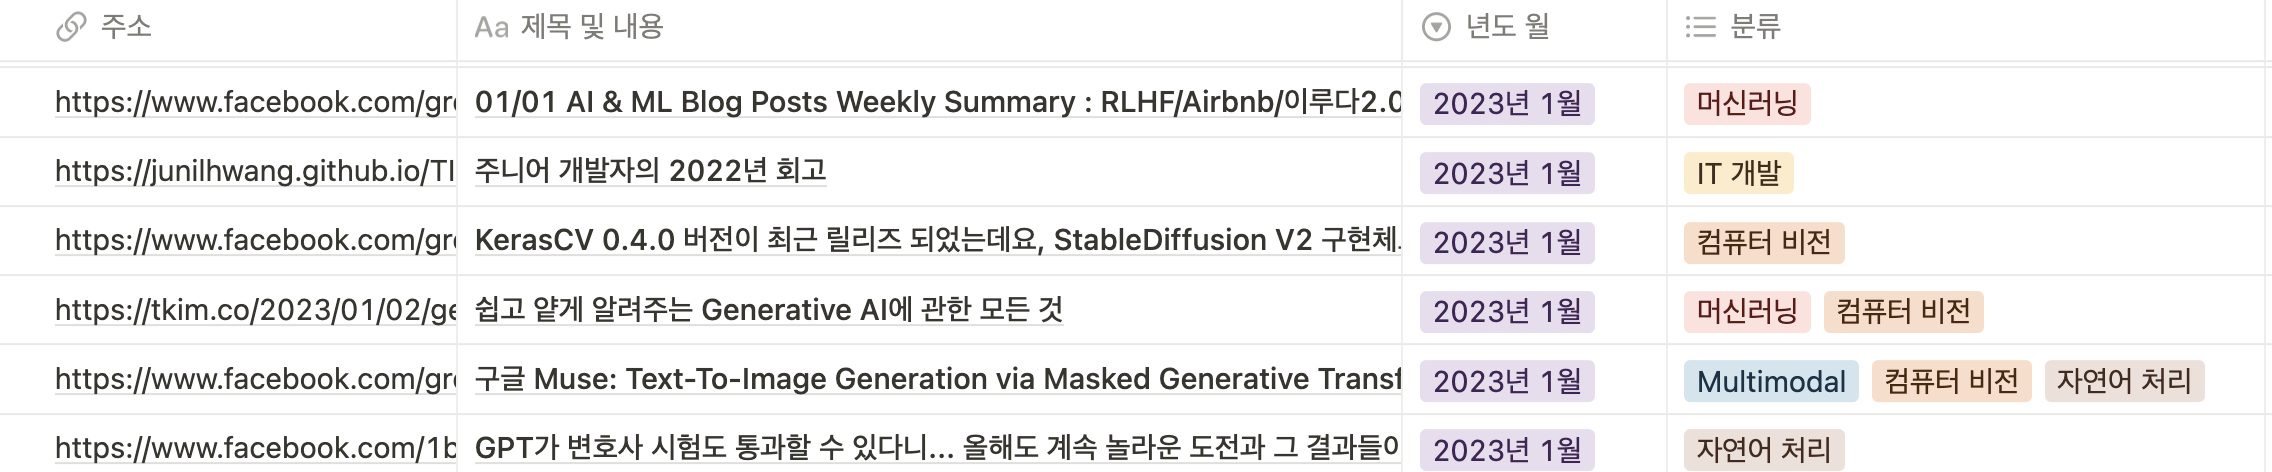 주소 Aa 제목 및 내용 년도 월 분류
https://www.facebook.com/gr 01/01 AI & ML Blog Posts Weekly Summary : RLHF/Airbnb/이루다2.0 2023년 1월 머신러닝
https://junilhwang.github.io/TI 주니어 개발자의 2022년 회고 2023년 1월 IT 개발
https://www.facebook.com/gr KerasCV 0.4.0 버전이 최근 릴리즈 되었는데요, StableDiffusion V2 구현체 2023년 1월 컴퓨터 비전
https://tkim.co/2023/01/02/ge 쉽고 얕게 알려주는 Generative AI에 관한 모든 것 2023년 1월 머신러닝 컴퓨터 비전
https://www.facebook.com/gr 구글 Muse: Text-To-Image Generation via Masked Generative Transf 2023년 1월 Multimodal 컴퓨터 비전 자연어 처리
https://www.facebook.com/1b GPT가 변호사 시험도 통과할 수 있다니... 올해도 계속 놀라운 도전과 그 결과들이 2023년 1월 자연어 처리